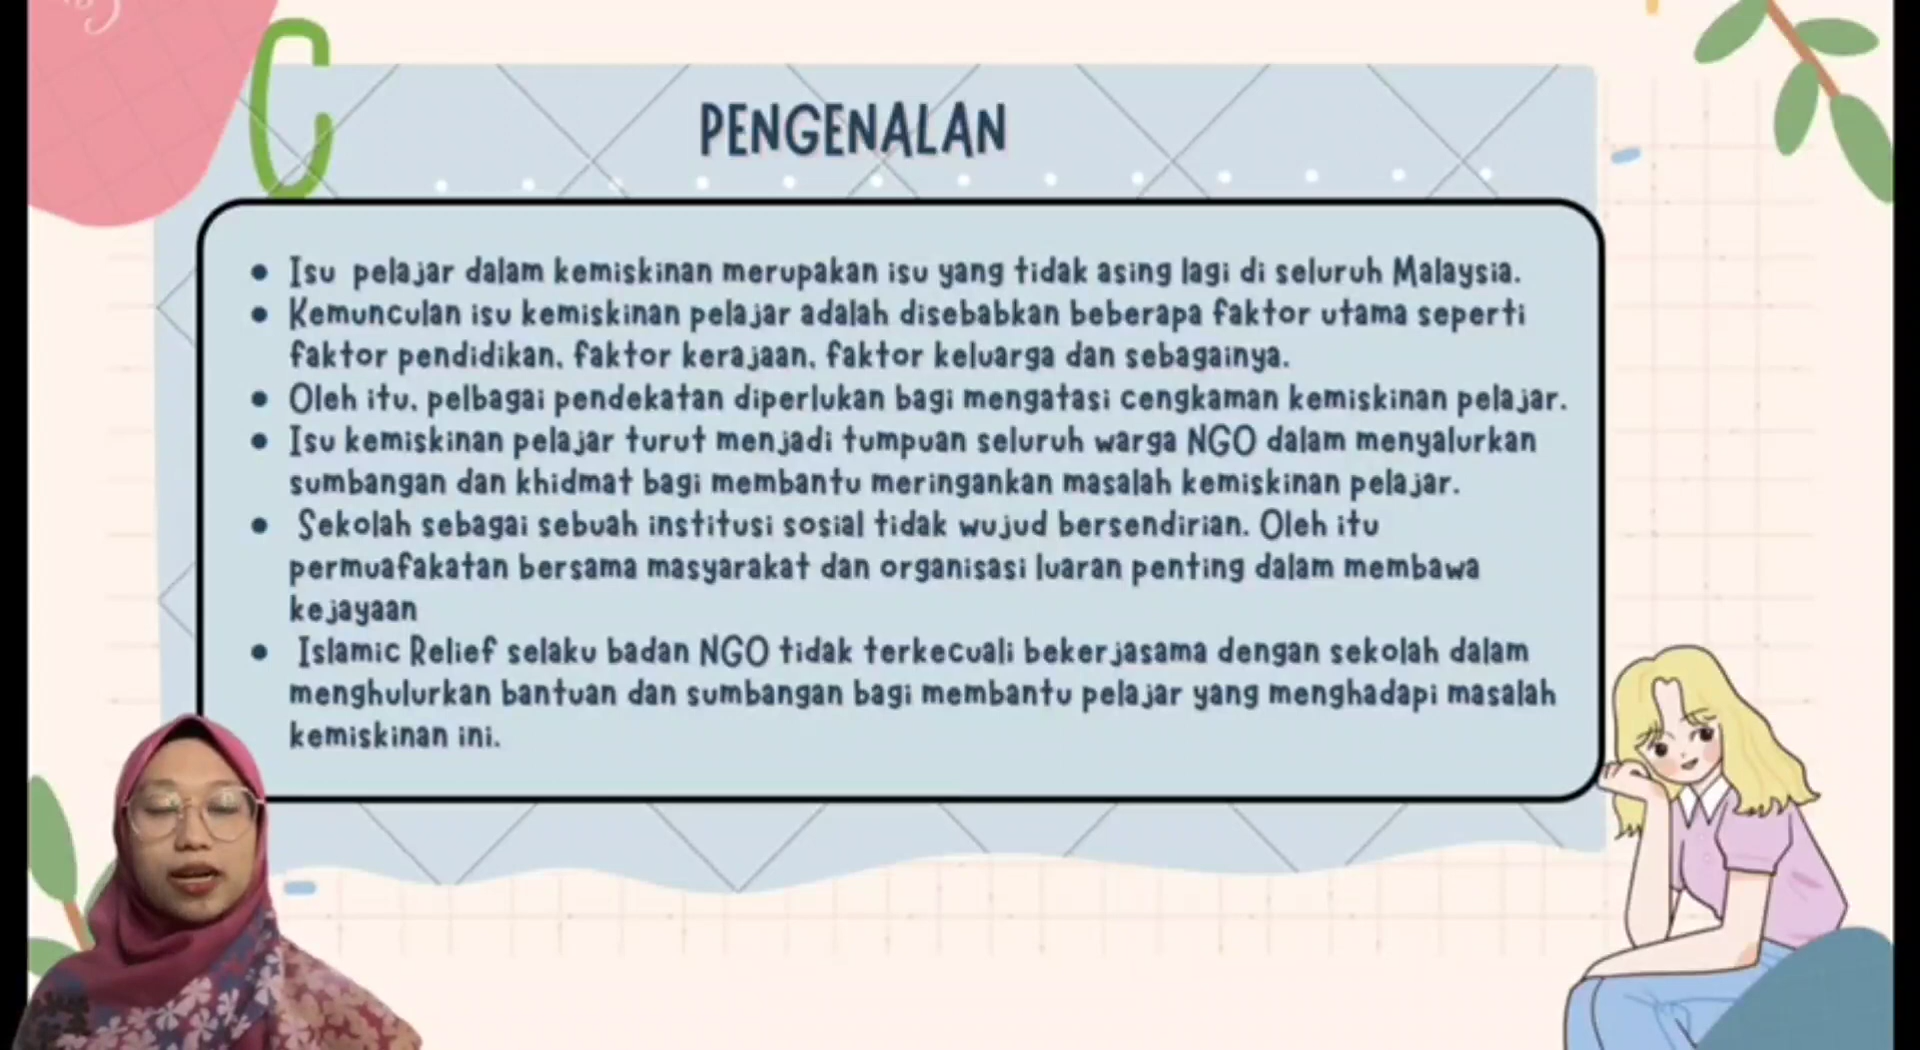 PENGENALAN
• Isu pelajar dalam kemiskinan merupakan isu yang tidak asing lagi di seluruh Malaysia.
• Kemunculan isu kemiskinan pelajar adalah disebabkan beberapa faktor utama seperti
faktor pendidikan, faktor kerajaan, faktor keluarga dan sebagainya.
• Oleh itu, pelbagai pendekatan diperlukan bagi mengatasi cengkaman kemiskinan pelajar.
• Isu kemiskinan pelajar turut menjadi tumpuan seluruh warga NGO dalam menyalurkan
sumbangan dan khidmat bagi membantu meringankan masalah kemiskinan pelajar.
• Sekolah sebagai sebuah institusi sosial tidak wujud bersendirian. Oleh itu
permuafakatan bersama masyarakat dan organisasi luaran penting dalam membawa
kejayaan
• Islamic Relief selaku badan NGO tidak terkecuali bekerjasama dengan sekolah dalam
menghulurkan bantuan dan sumbangan bagi membantu pelajar yang menghadapi masalah
kemiskinan ini.